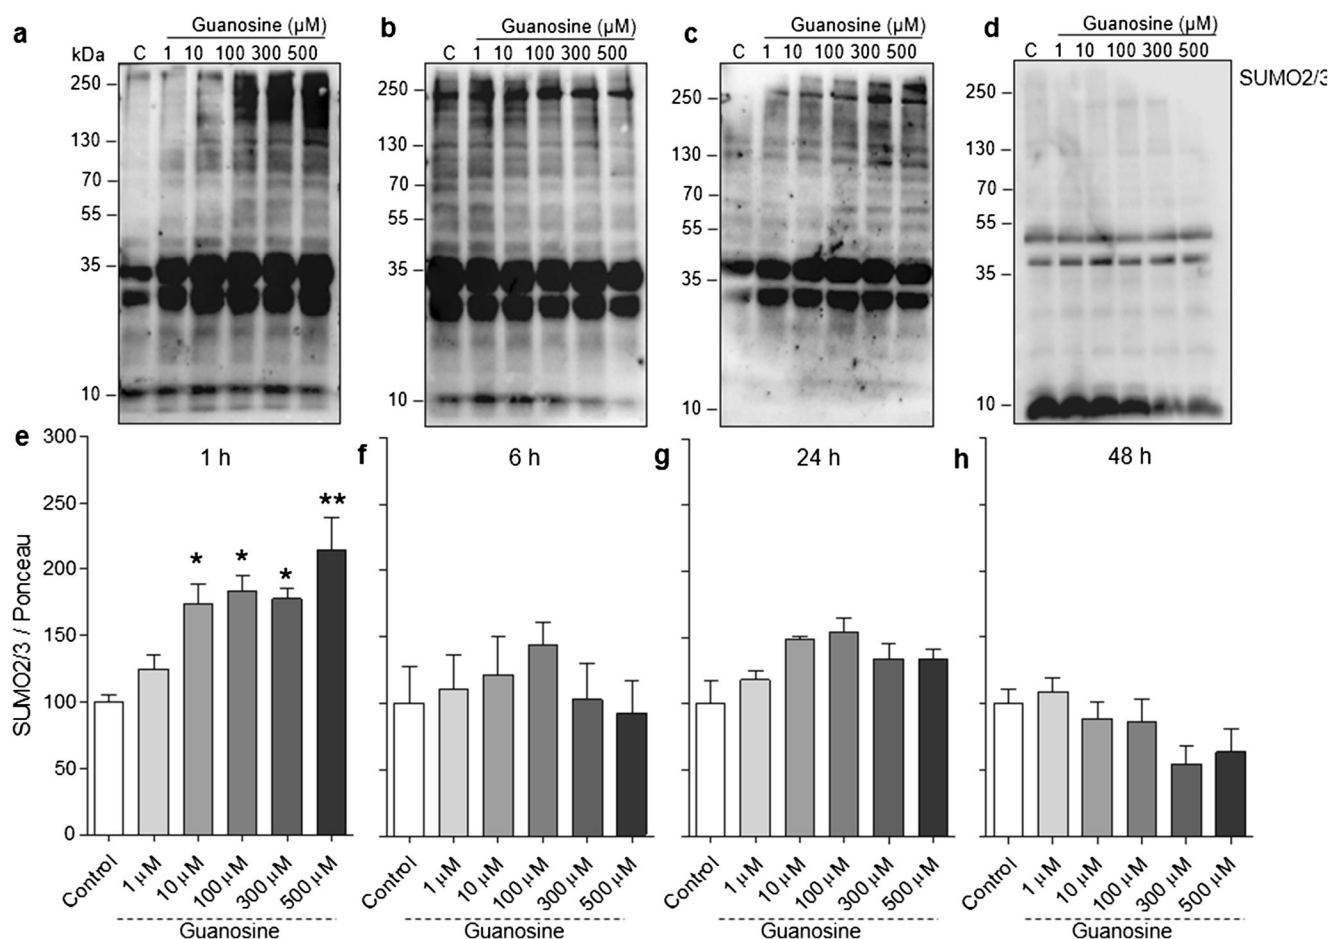 a
kDa
Guanosine (µM)
C 1 10 100 300 500
250
130
70
55
35
10
b
Guanosine (µM)
C 1 10 100 300 500
250
130
70
55
35
10
c
Guanosine (µM)
C 1 10 100 300 500
250
130
70
55
35
10
d
Guanosine (µM)
C 1 10 100 300 500
250
130
70
55
35
10
SUMO2/3
e
1 h
SUMO2/3 / Ponceau
300
250
200
150
100
50
0
* * * **
Control 1 µM 10 µM 100 µM 300 µM 500 µM
Guanosine
f
6 h
Control 1 µM 10 µM 100 µM 300 µM 500 µM
Guanosine
g
24 h
Control 1 µM 10 µM 100 µM 300 µM 500 µM
Guanosine
h
48 h
Control 1 µM 10 µM 100 µM 300 µM 500 µM
Guanosine